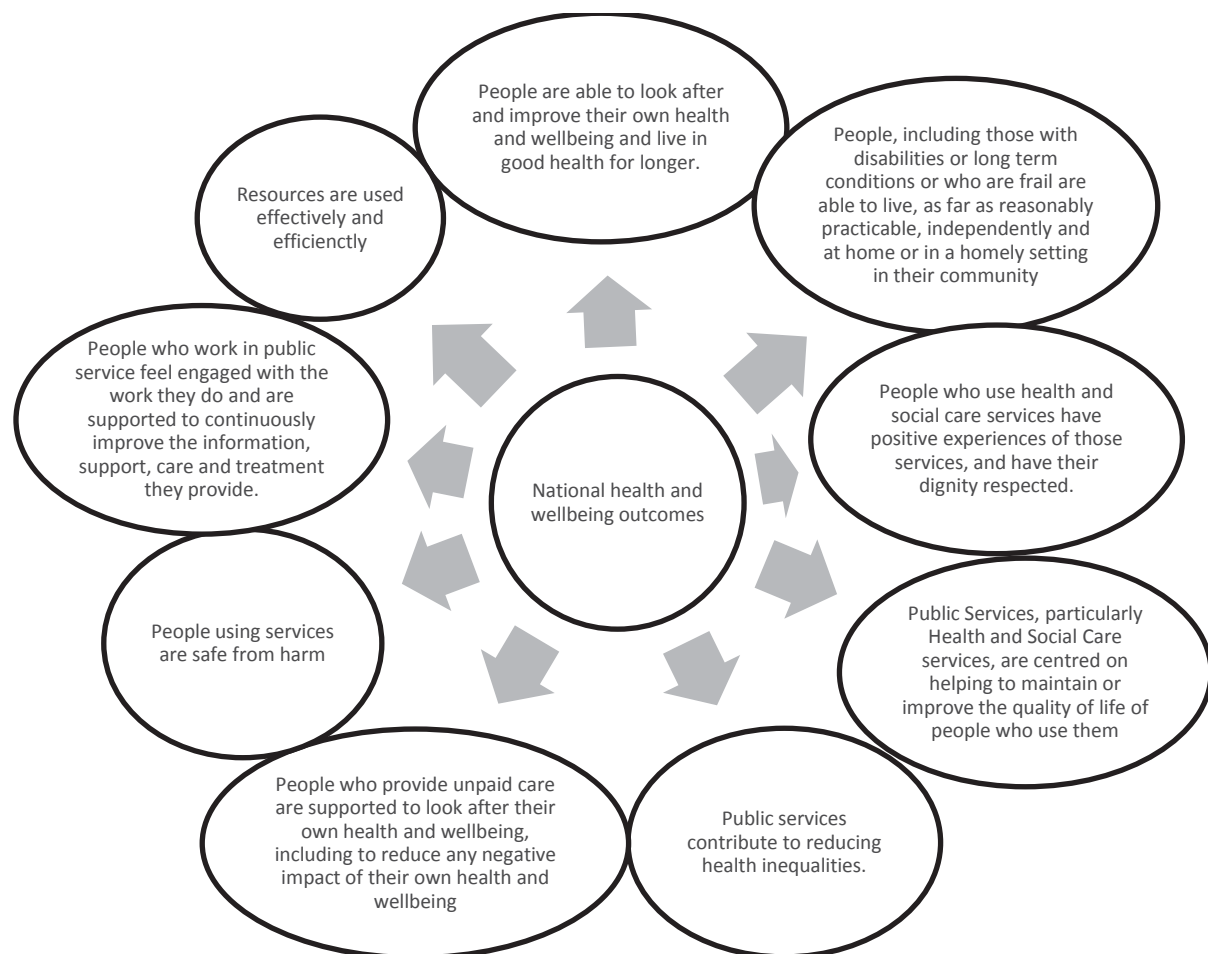 People are able to look after
and improve their own health
and wellbeing and live in
good health for longer.
People, including those with
disabilities or long term
conditions or who are frail are
able to live, as far as reasonably
practicable, independently and
at home or in a homely setting
in their community
People who use health and
social care services have
positive experiences of those
services, and have their
dignity respected.
Public Services, particularly
Health and Social Care
services, are centred on
helping to maintain or
improve the quality of life of
people who use them
Public services
contribute to reducing
health inequalities.
People who provide unpaid care
are supported to look after their
own health and wellbeing,
including to reduce any negative
impact of their own health and
wellbeing
People using services
are safe from harm
People who work in public
service feel engaged with the
work they do and are
supported to continuously
improve the information,
support, care and treatment
they provide.
Resources are used
effectively and
efficienctly
National health and
wellbeing outcomes